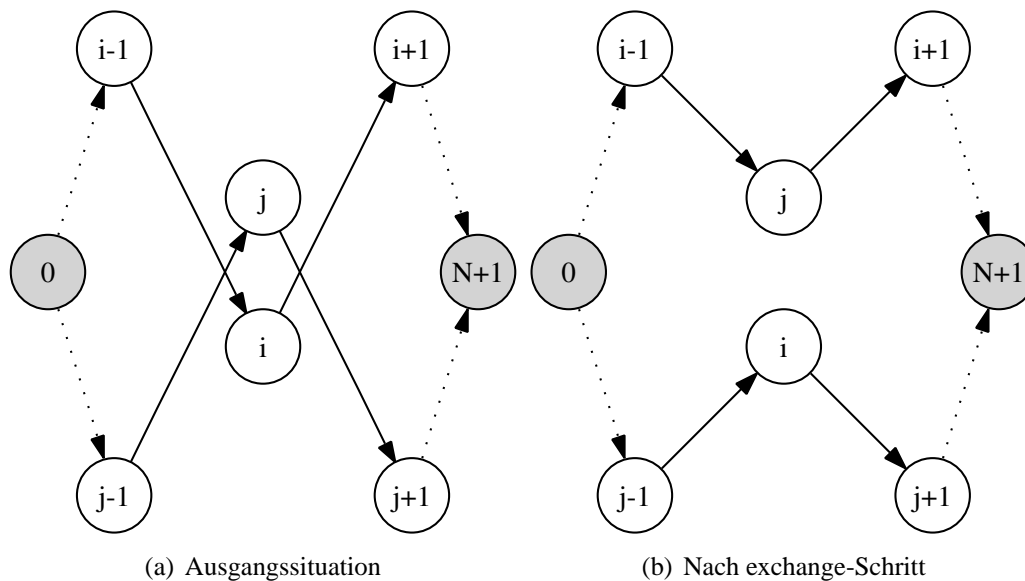 i-1 i+1 i-1 i+1
j j
0 N+1 0 N+1
i i
j-1 j+1 j-1 j+1
(a) Ausgangssituation (b) Nach exchange-Schritt